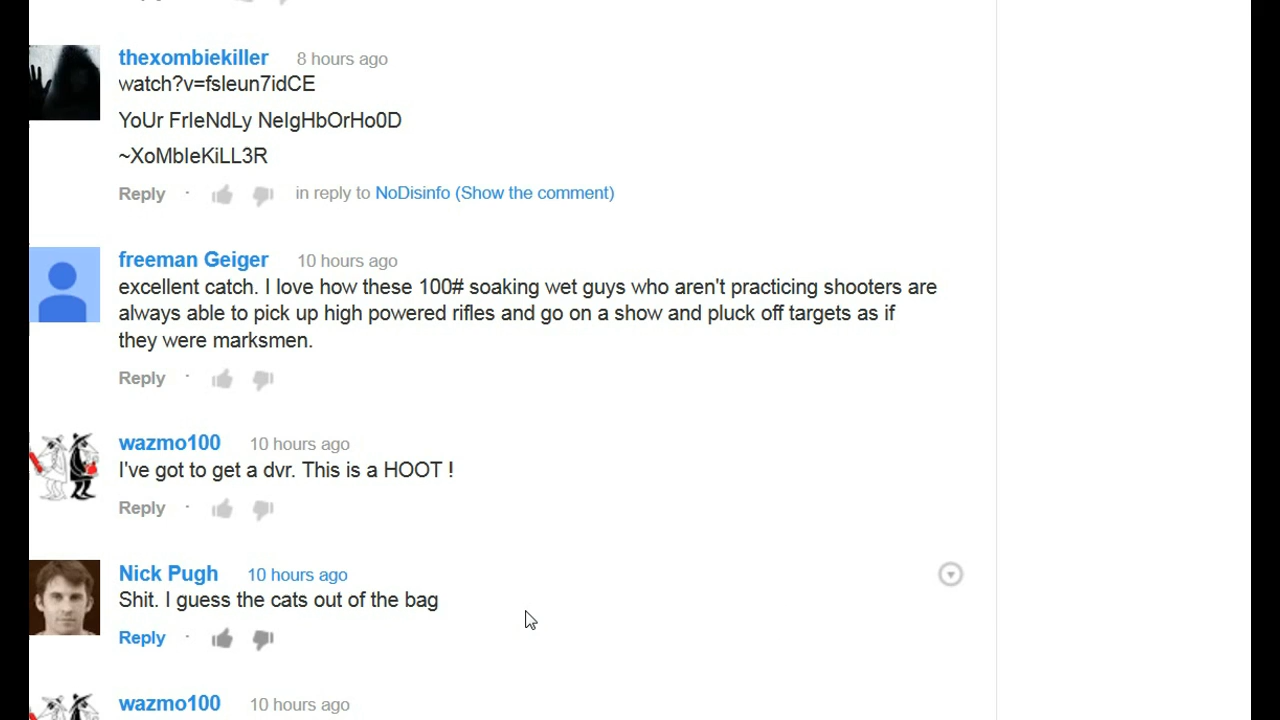 thexombiekiller 8 hours ago
watch?v=fsleun7idCE
YoUr FrIeNdLy NeIgHbOrHo0D
~XoMbIeKiLL3R
Reply · in reply to NoDisinfo (Show the comment)
freeman Geiger 10 hours ago
excellent catch. I love how these 100# soaking wet guys who aren't practicing shooters are
always able to pick up high powered rifles and go on a show and pluck off targets as if
they were marksmen.
Reply ·
wazmo100 10 hours ago
I've got to get a dvr. This is a HOOT !
Reply ·
Nick Pugh 10 hours ago
Shit. I guess the cats out of the bag
Reply ·
wazmo100 10 hours ago